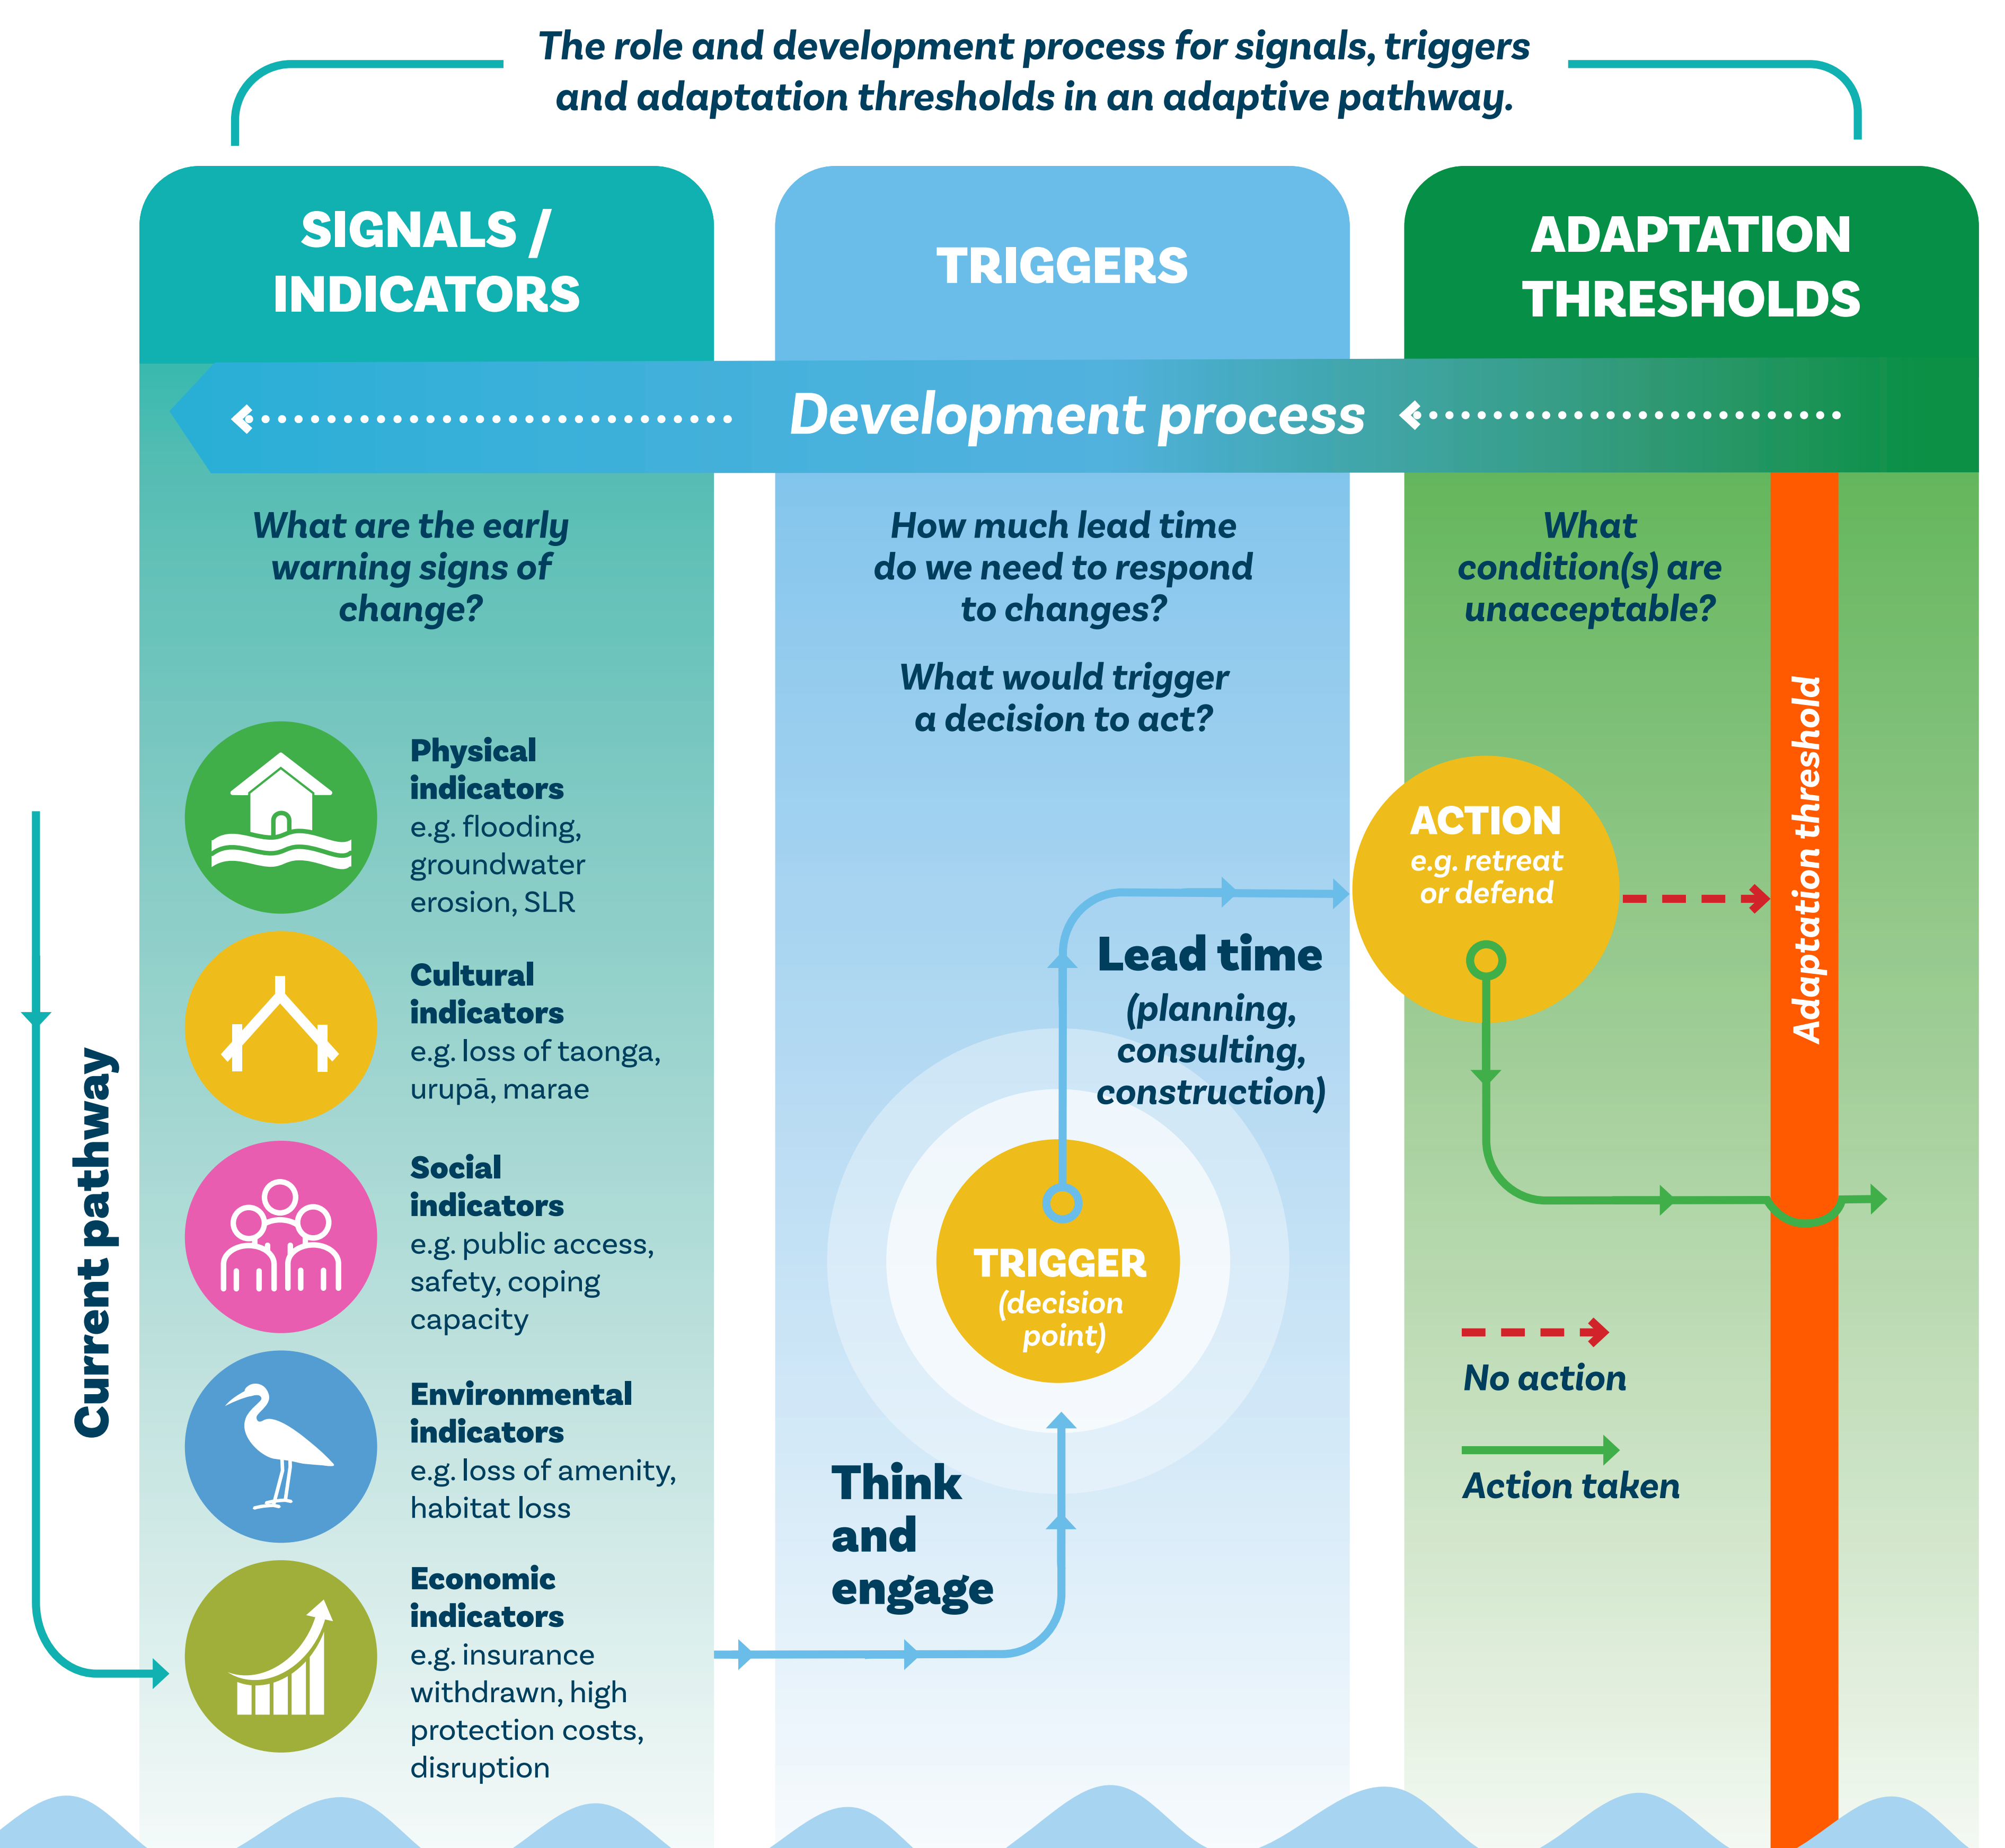 The role and development process for signals, triggers
and adaptation thresholds in an adaptive pathway.
SIGNALS /
INDICATORS
TRIGGERS
ADAPTATION
THRESHOLDS
Development process
What are the early
warning signs of
change?
How much lead time
do we need to respond
to changes?
What would trigger
a decision to act?
What
condition(s) are
unacceptable?
Current pathway
Physical
indicators
e.g. flooding,
groundwater
erosion, SLR
Cultural
indicators
e.g. loss of taonga,
urupā, marae
Social
indicators
e.g. public access,
safety, coping
capacity
Environmental
indicators
e.g. loss of amenity,
habitat loss
Economic
indicators
e.g. insurance
withdrawn, high
protection costs,
disruption
Think
and
engage
TRIGGER
(decision
point)
Lead time
(planning,
consulting,
construction)
ACTION
e.g. retreat
or defend
Adaptation threshold
No action
Action taken